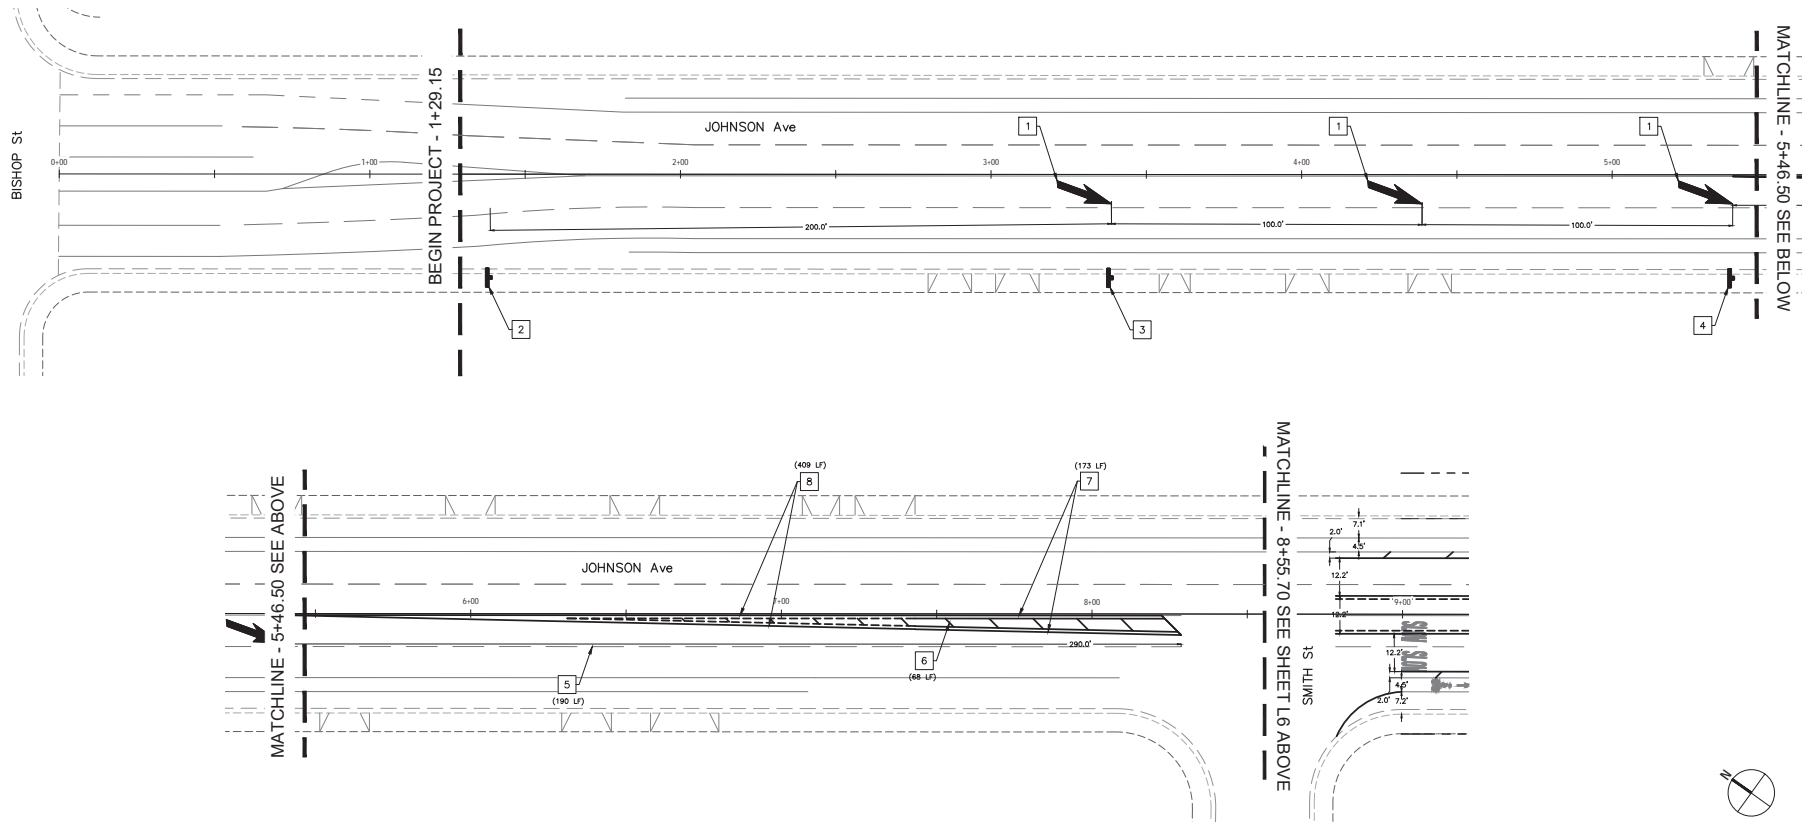 BISHOP St
0+00
1+00
BEGIN PROJECT - 1+29.15
JOHNSON Ave
2+00
3+00
4+00
5+00
1
1
1
200.0'
100.0'
100.0'
2
3
4
MATCHLINE - 5+46.50 SEE BELOW
MATCHLINE - 5+46.50 SEE ABOVE
(409 LF)
8
(173 LF)
7
JOHNSON Ave
6+00
7+00
8+00
290.0'
6
(68 LF)
5
(190 LF)
MATCHLINE - 8+55.70 SEE SHEET L6 ABOVE
SMITH St
7.1'
2.0'
4.5'
12.2'
9+00
12.2'
SLOW
12.2'
4.5'
2.0'
7.2'
N